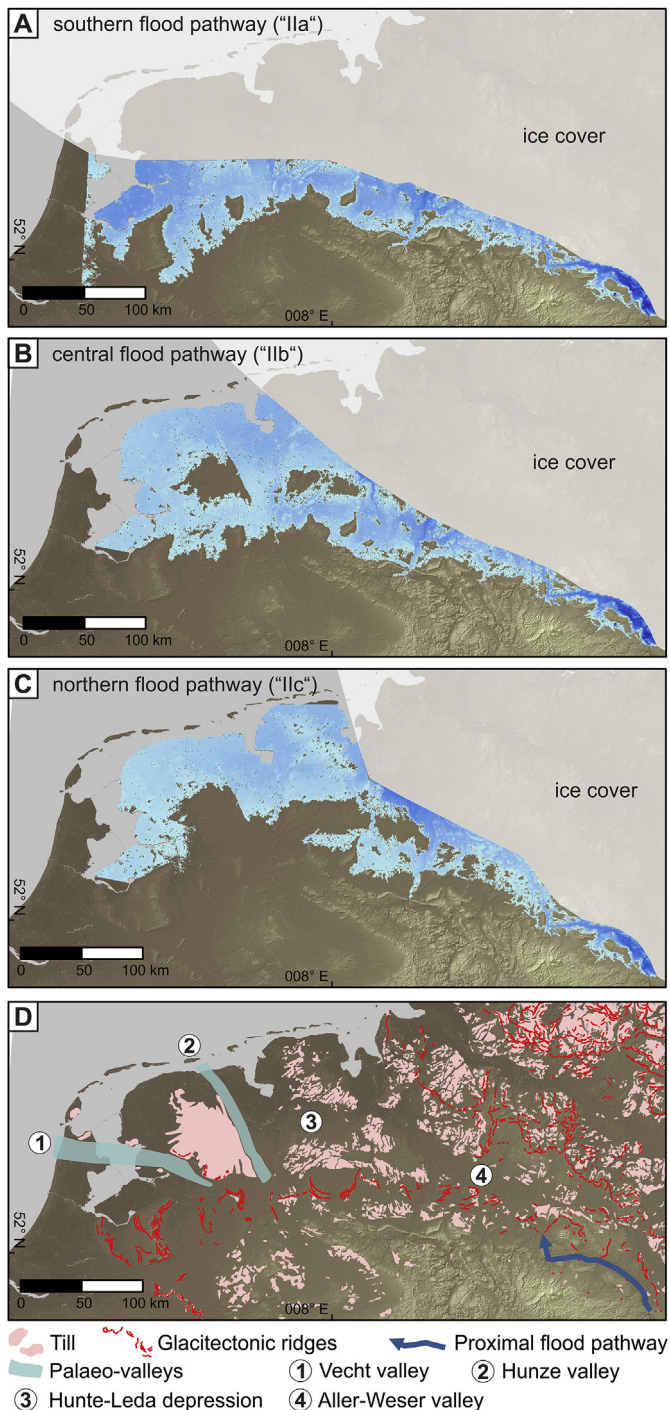 A southern flood pathway ("IIa")
ice cover
52° N
0 50 100 km
008° E
B central flood pathway ("IIb")
ice cover
52° N
0 50 100 km
008° E
C northern flood pathway ("IIc")
ice cover
52° N
0 50 100 km
008° E
D
2
1
3
4
52° N
0 50 100 km
008° E
Till Glacitectonic ridges Proximal flood pathway
Palaeo-valleys 1 Vecht valley 2 Hunze valley
3 Hunte-Leda depression 4 Aller-Weser valley